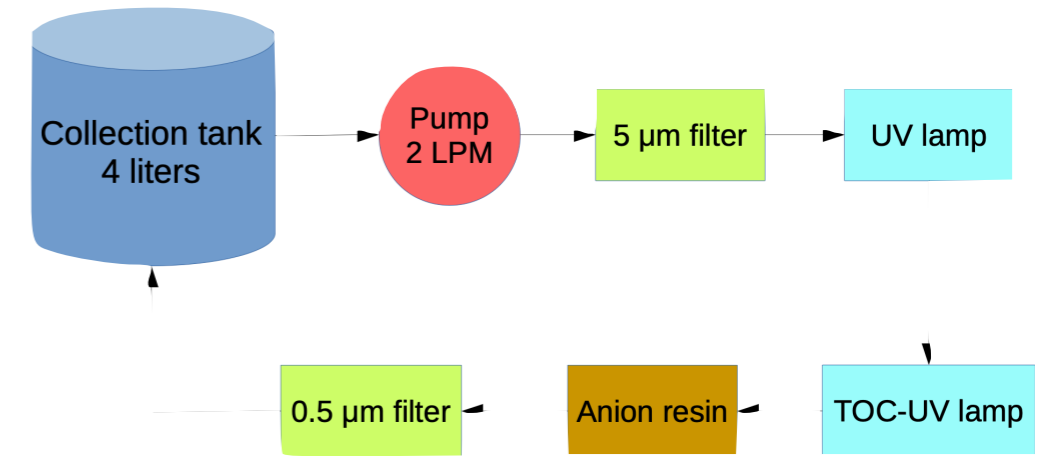 Collection tank
4 liters
Pump
2 LPM
5 µm filter
UV lamp
TOC-UV lamp
Anion resin
0.5 µm filter